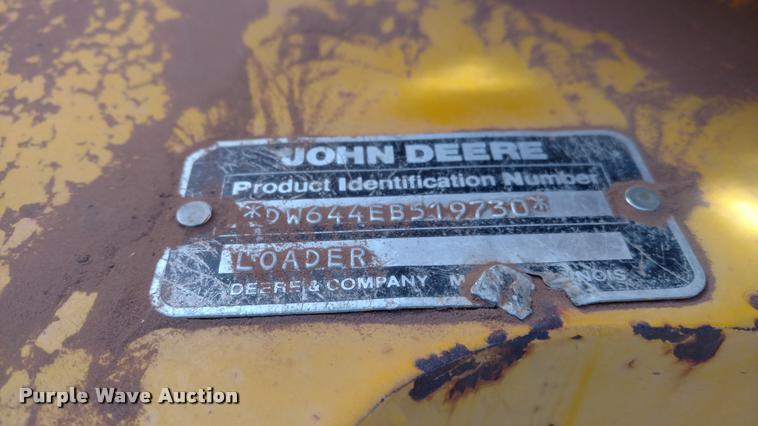 JOHN DEERE
Product Identification Number
*DW644EB519730*
LOADER
DEERE & COMPANY
Purple Wave Auction